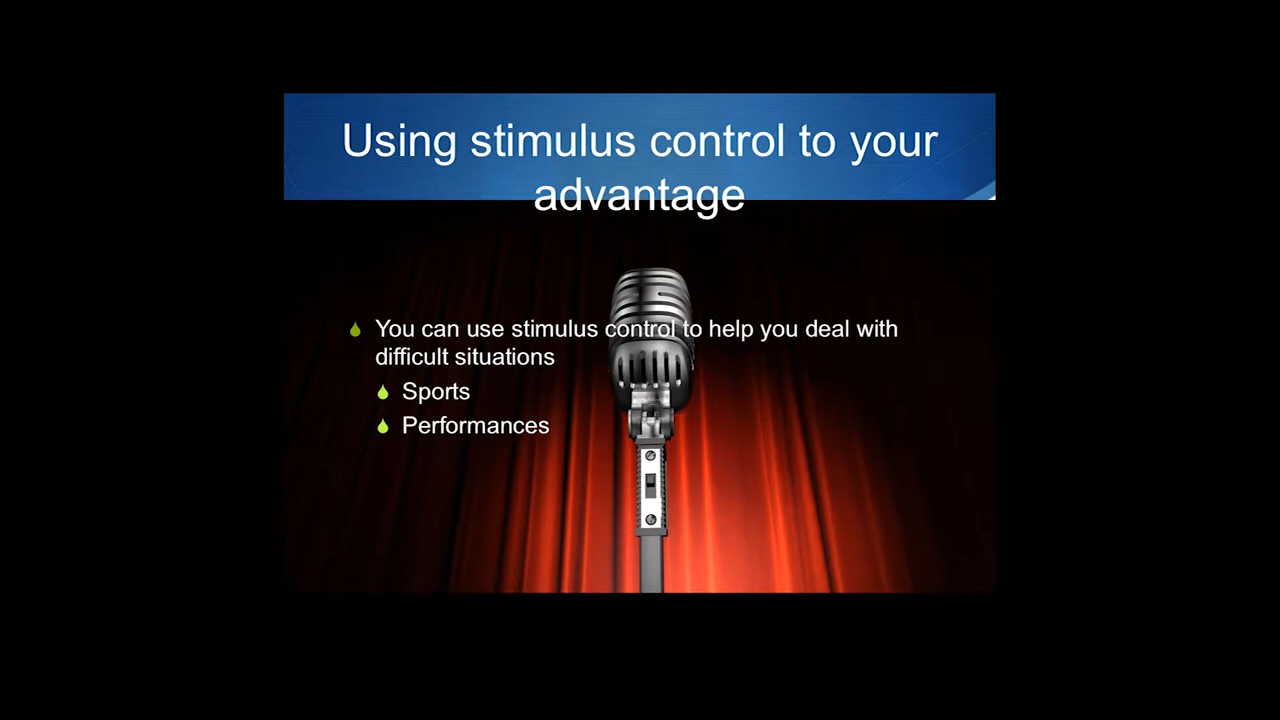 Using stimulus control to your
advantage
You can use stimulus control to help you deal with
difficult situations
Sports
Performances